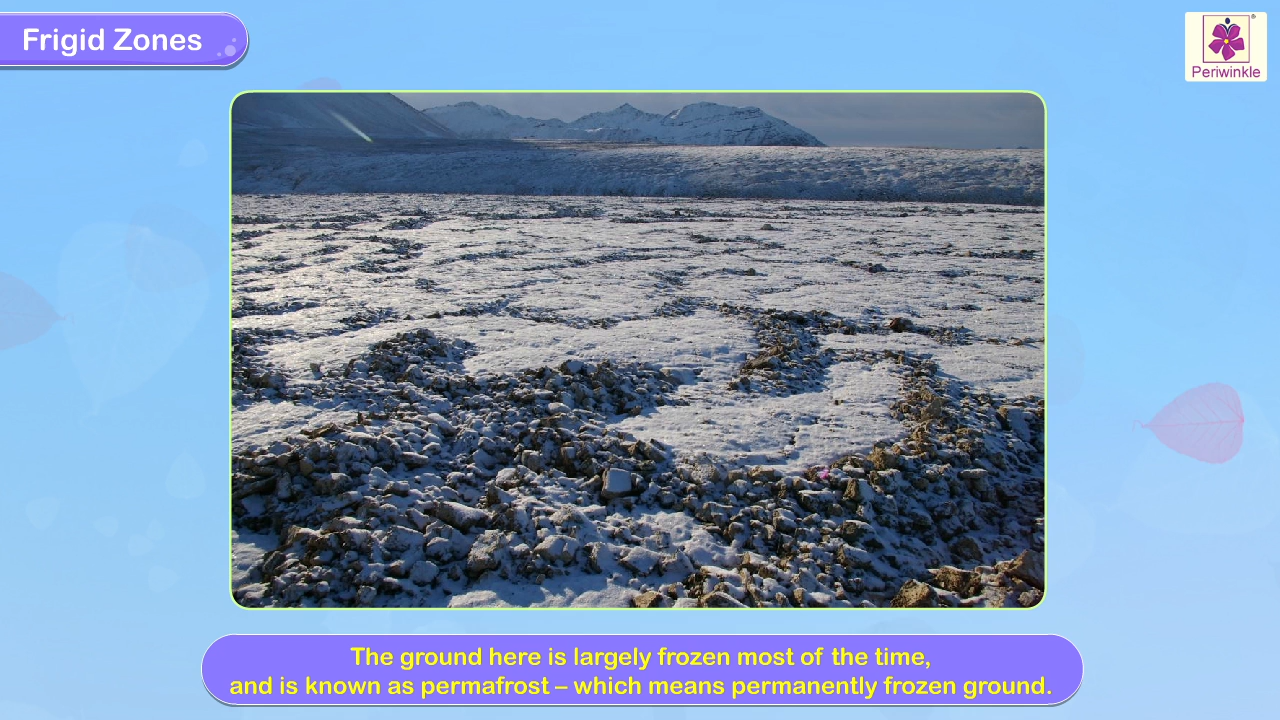 Frigid Zones
Periwinkle
The ground here is largely frozen most of the time,
and is known as permafrost – which means permanently frozen ground.